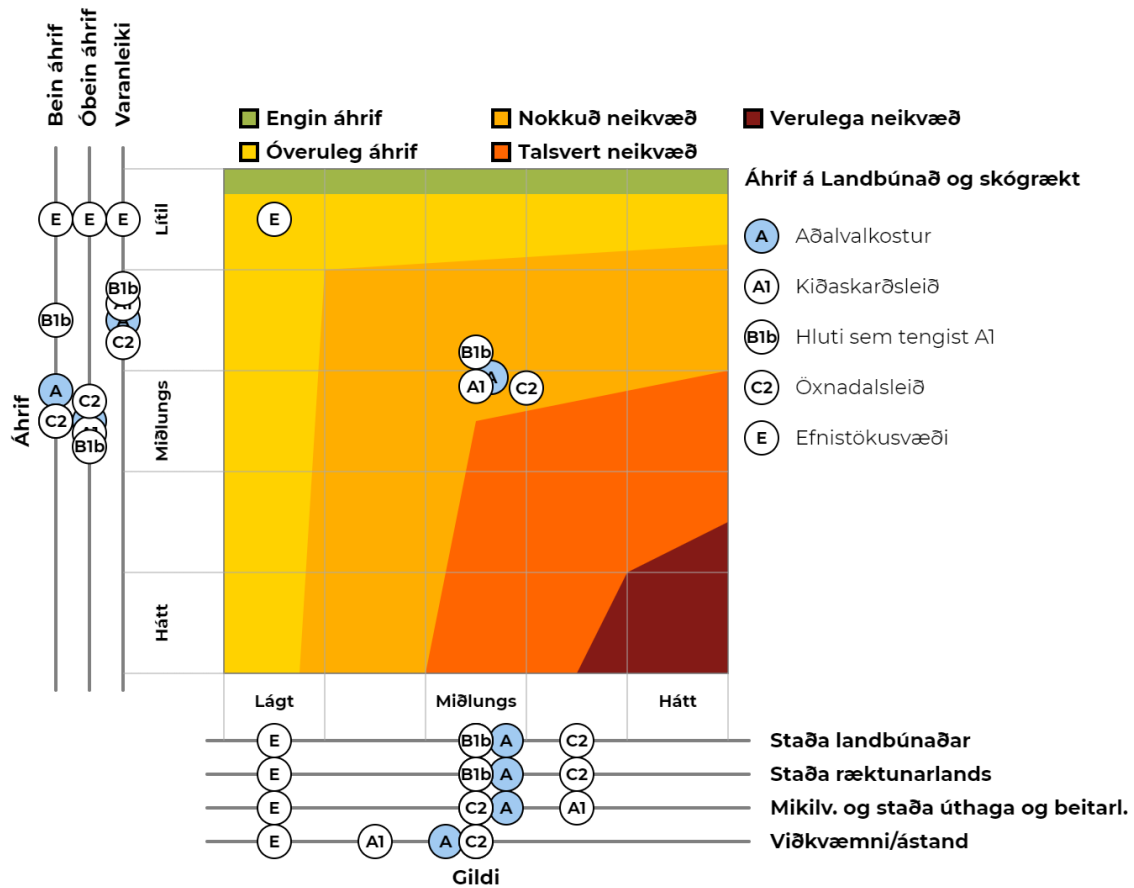 Bein áhrif
Óbein áhrif
Varanleiki
Engin áhrif
Nokkuð neikvæð
Verulega neikvæð
Óveruleg áhrif
Talsvert neikvæð
Áhrif á Landbúnað og skógrækt
A Aðalvalkostur
A1 Kiðaskarðsleið
B1b Hluti sem tengist A1
C2 Öxnadalsleið
E Efnistökusvæði
Áhrif
Lítil
Miðlungs
Hátt
E E E
B1b
A1
B1b
A
C2
A
C2
C2
A1
B1b
E
B1b
A
A1
C2
Lágt
Miðlungs
Hátt
E B1b A C2 Staða landbúnaðar
E B1b A C2 Staða ræktunarlands
E C2 A A1 Mikilv. og staða úthaga og beitarl.
E A1 A C2 Viðkvæmni/ástand
Gildi